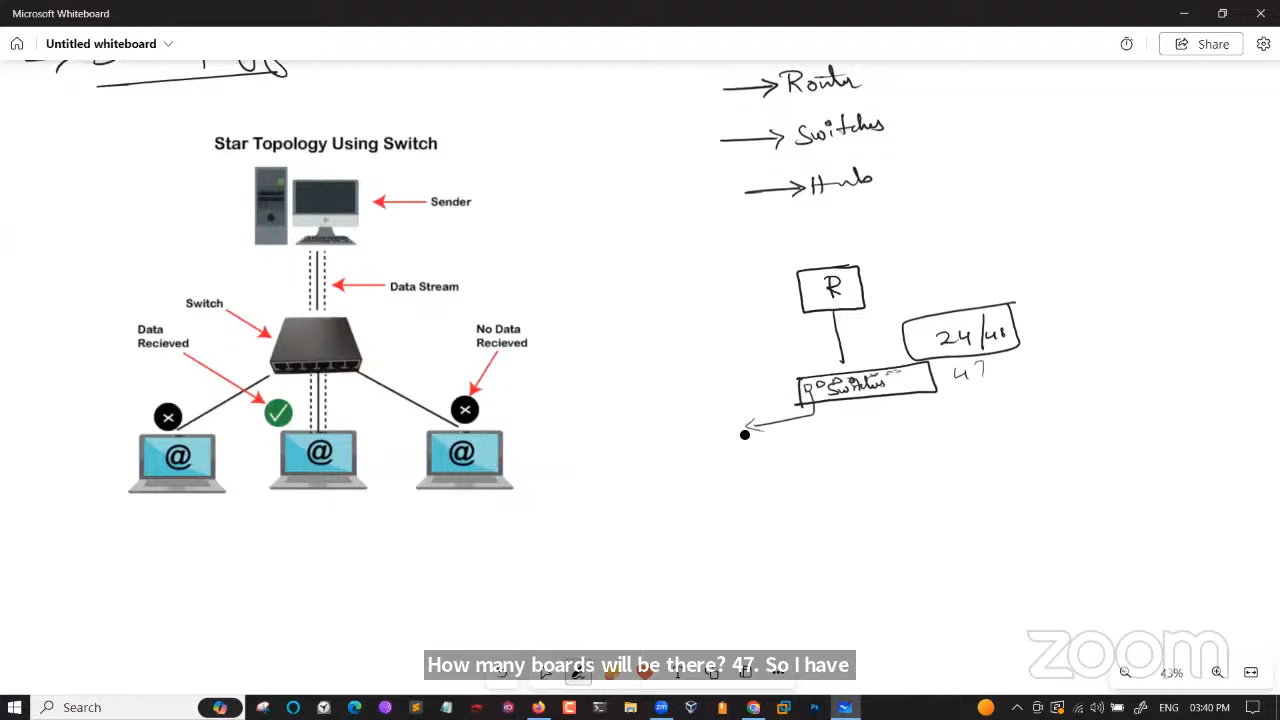 Microsoft Whiteboard
Untitled whiteboard
Share
Router
Switches
Hub
Star Topology Using Switch
Sender
Data Stream
Switch
Data
Recieved
No Data
Recieved
@
@
@
R
24/48
Switches
47
How many boards will be there? 47. So I have
zoom
43%
Search
ENG
03:40 PM